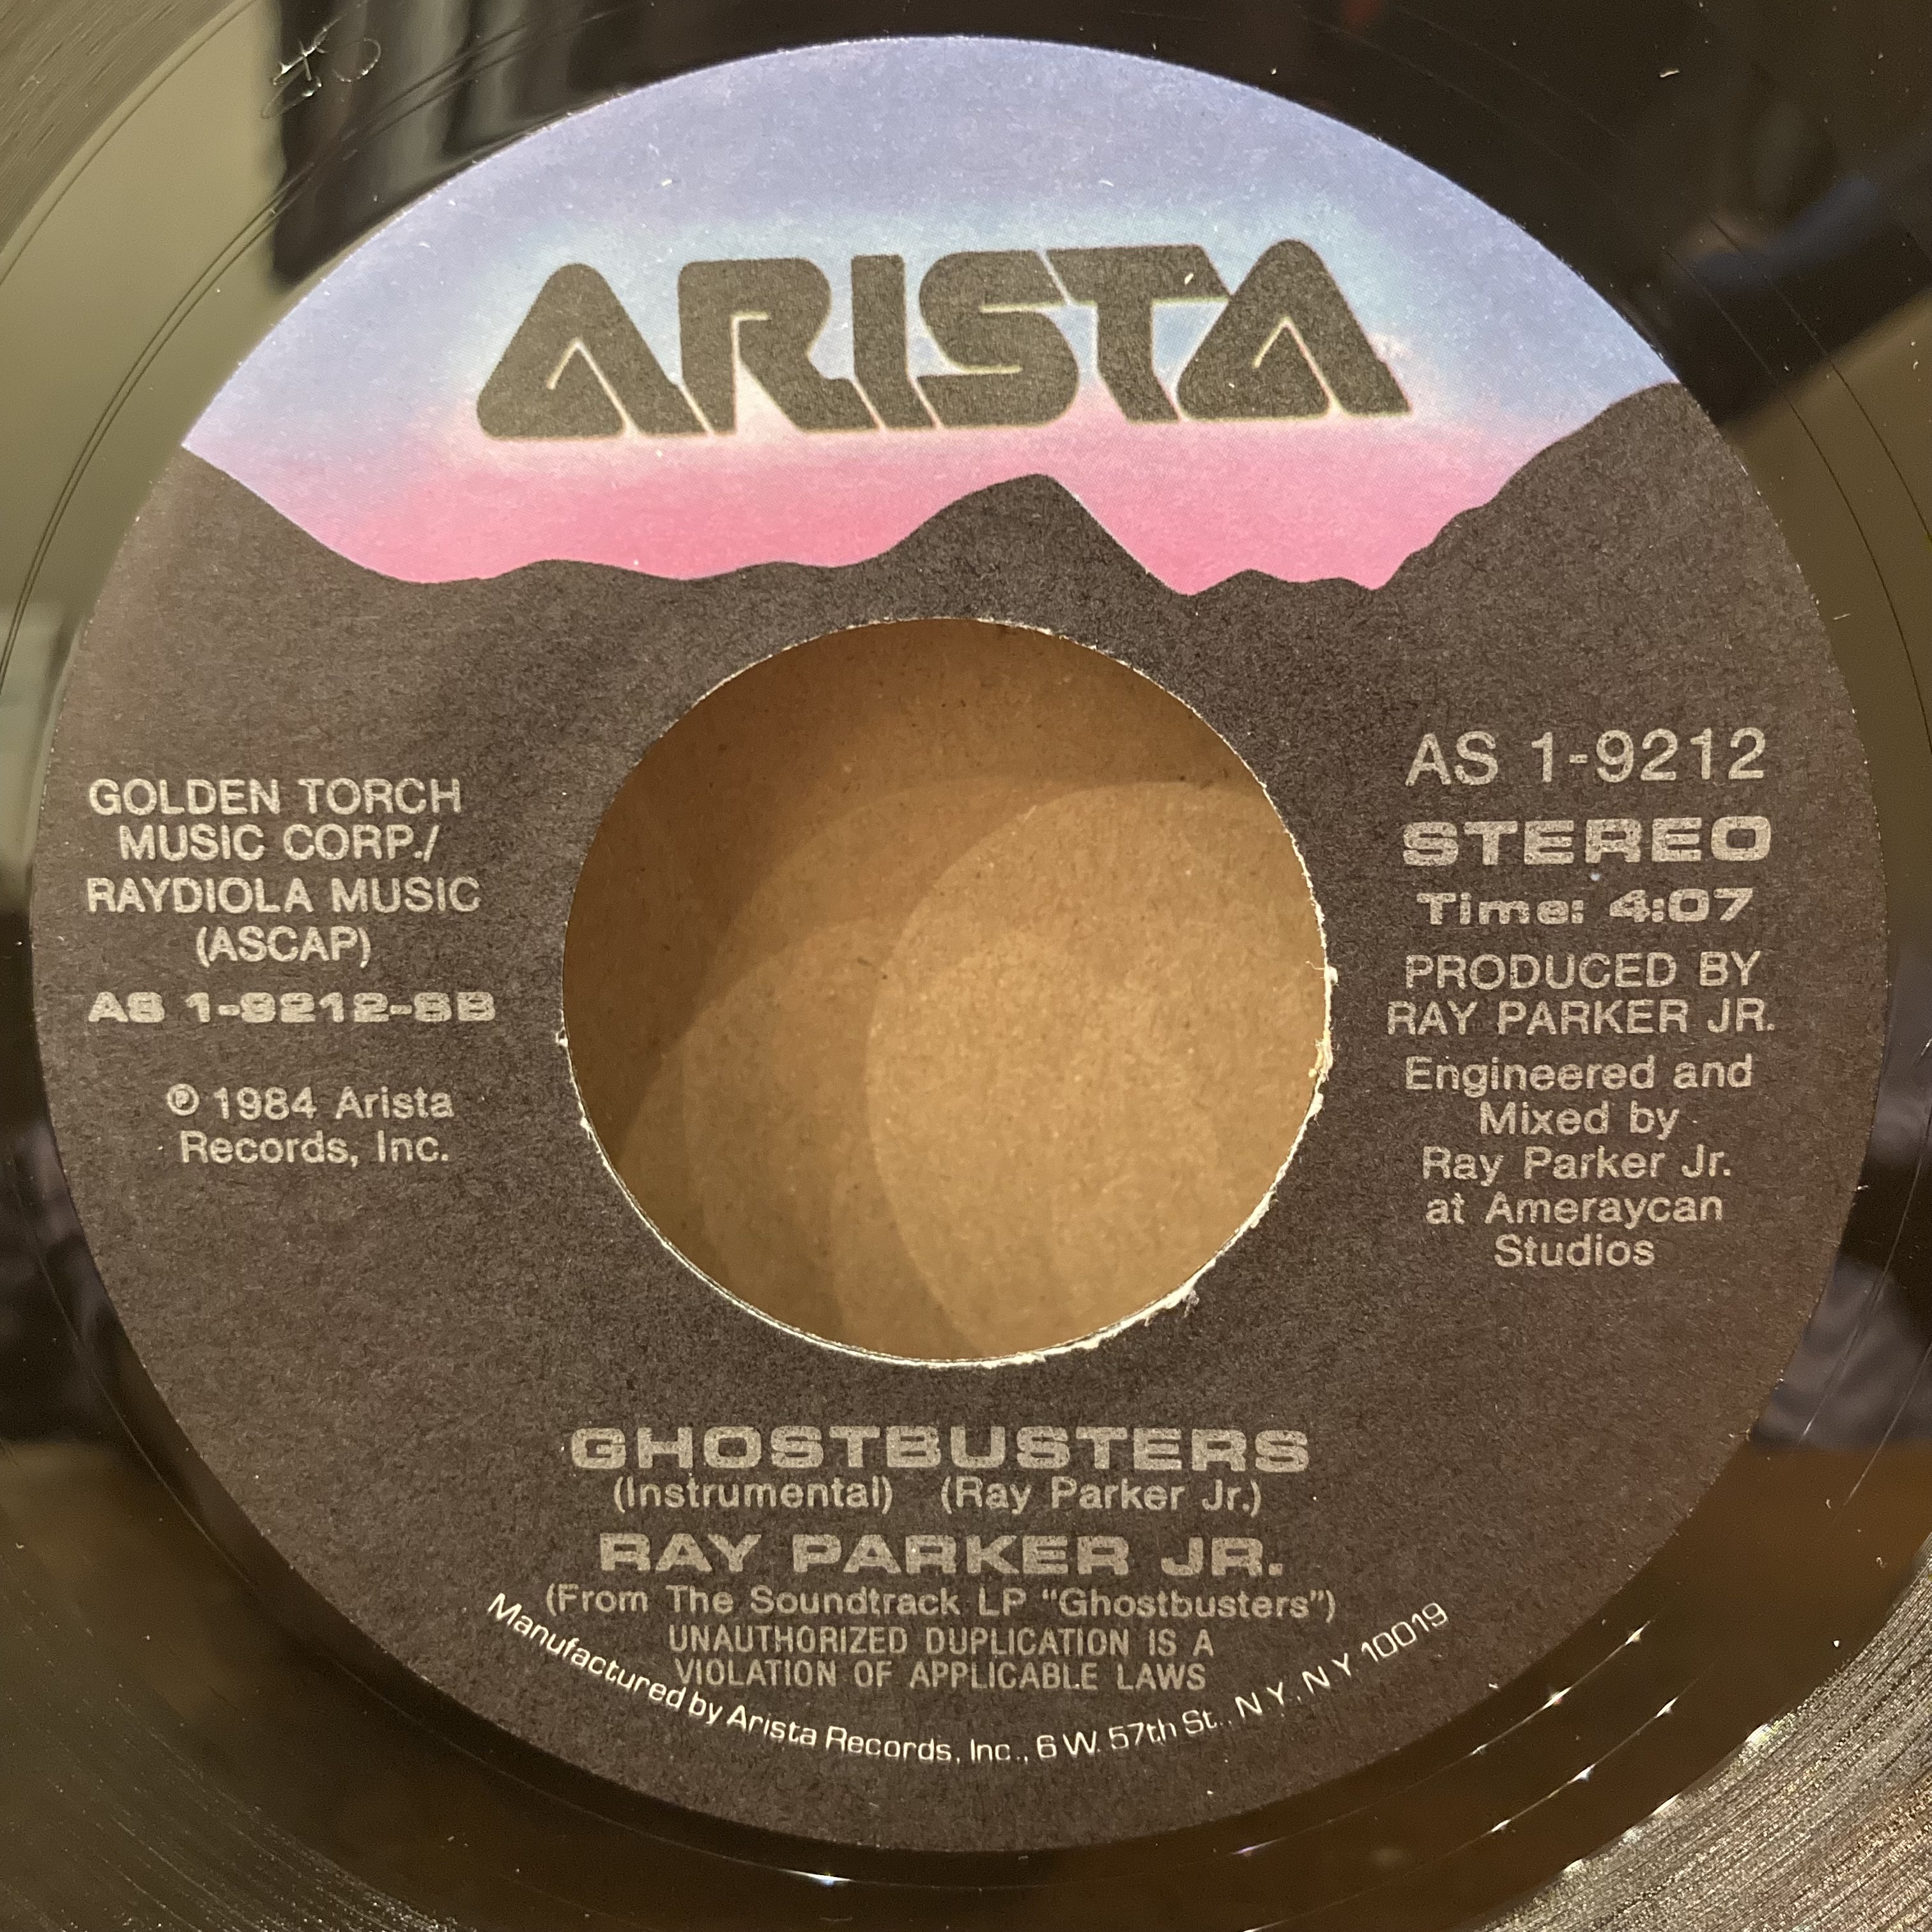 ARISTA
GOLDEN TORCH
MUSIC CORP./
RAYDIOLA MUSIC
(ASCAP)
AS 1-9212-SB
℗ 1984 Arista
Records, Inc.
AS 1-9212
STEREO
Time: 4:07
PRODUCED BY
RAY PARKER JR.
Engineered and
Mixed by
Ray Parker Jr.
at Ameraycan
Studios
GHOSTBUSTERS
(Instrumental) (Ray Parker Jr.)
RAY PARKER JR.
(From The Soundtrack LP “Ghostbusters”)
UNAUTHORIZED DUPLICATION IS A
VIOLATION OF APPLICABLE LAWS
Manufactured by Arista Records, Inc., 6 W. 57th St., N.Y., N.Y. 10019